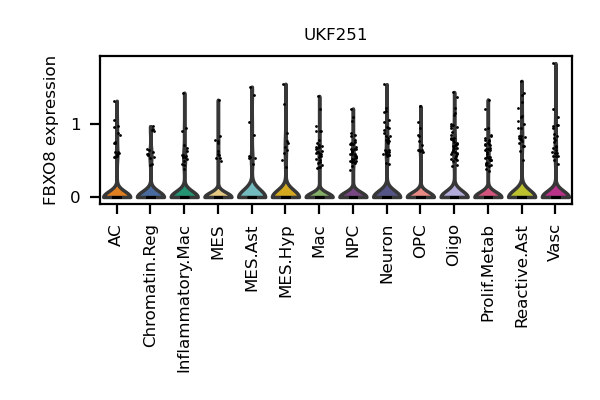 UKF251
FBXO8 expression
1
0
AC
Chromatin.Reg
Inflammatory.Mac
MES
MES.Ast
MES.Hyp
Mac
NPC
Neuron
OPC
Oligo
Prolif.Metab
Reactive.Ast
Vasc